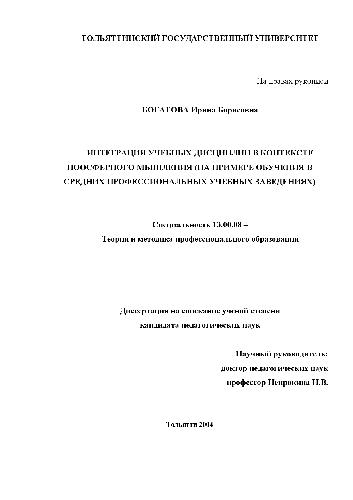 ТОЛЬЯТТИНСКИЙ ГОСУДАРСТВЕННЫЙ УНИВЕРСИТЕТ
На правах рукописи
БОГАТОВА Ирина Борисовна
ИНТЕГРАЦИЯ УЧЕБНЫХ ДИСЦИПЛИН В КОНТЕКСТЕ
НООСФЕРНОГО МЫШЛЕНИЯ (НА ПРИМЕРЕ ОБУЧЕНИЯ В
СРЕДНИХ ПРОФЕССИОНАЛЬНЫХ УЧЕБНЫХ ЗАВЕДЕНИЯХ)
Специальность 13.00.08 –
Теория и методика профессионального образования
Диссертация на соискание ученой степени
кандидата педагогических наук
Научный руководитель:
доктор педагогических наук
профессор Непрокина И.В.
Тольятти 2004